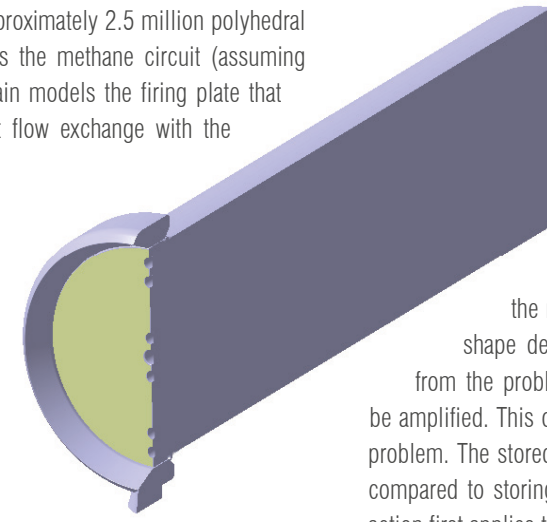 proximately 2.5 million polyhedral
s the methane circuit (assuming
ain models the firing plate that
t flow exchange with the
the
shape de
from the proble
be amplified. This c
problem. The stored
compared to storing